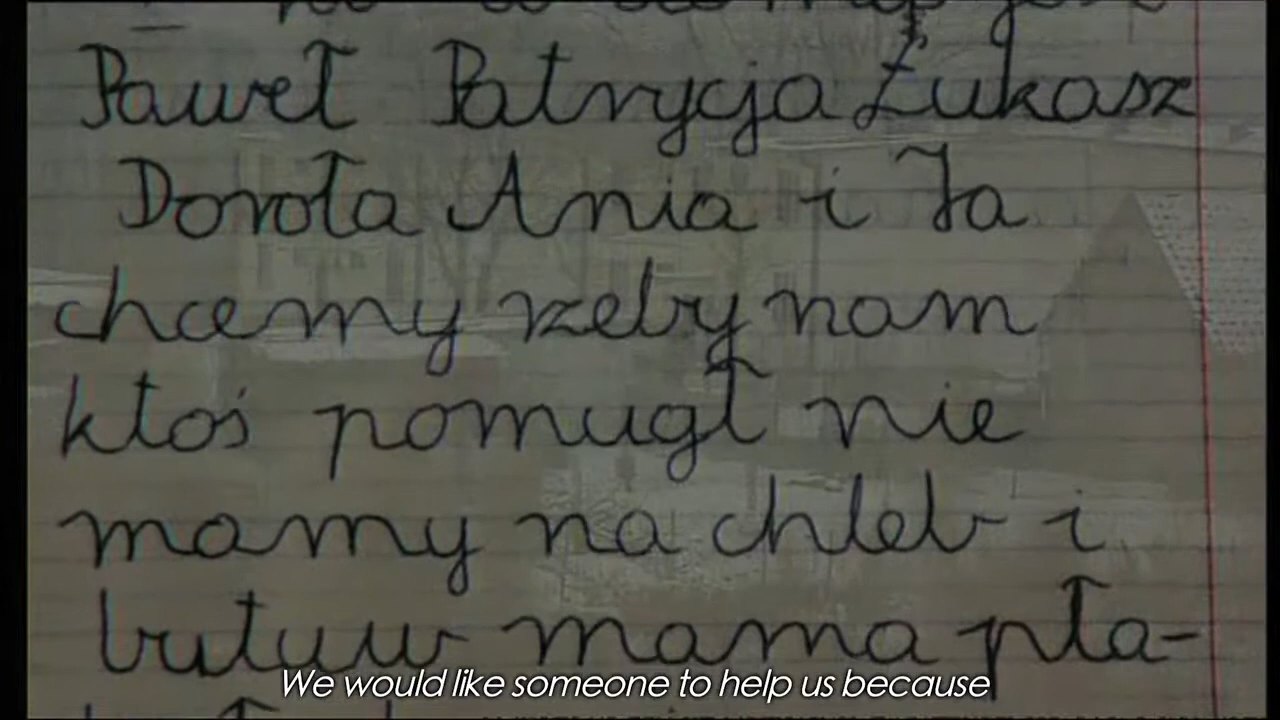 Paweł Patrycja Łukasz
Dorota Ania i Ja
chcemy rzeby nam
ktoś pomugł nie
mamy na chleb i
butuw mama pła-
We would like someone to help us because